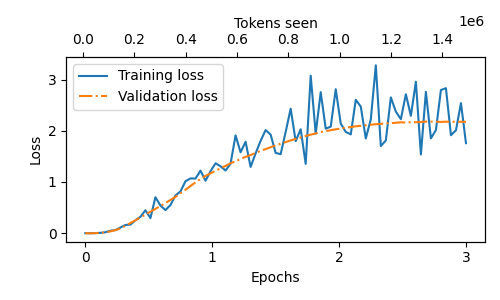 Tokens seen
1e6
0.0 0.2 0.4 0.6 0.8 1.0 1.2 1.4
Training loss
Validation loss
3
2
1
0
Loss
0 1 2 3
Epochs